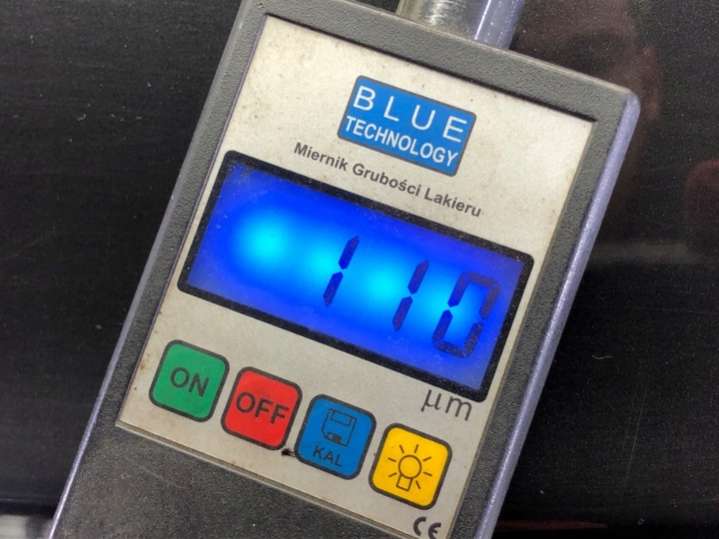 BLUE
TECHNOLOGY
Miernik Grubości Lakieru
110
μm
ON
OFF
KAL
CE